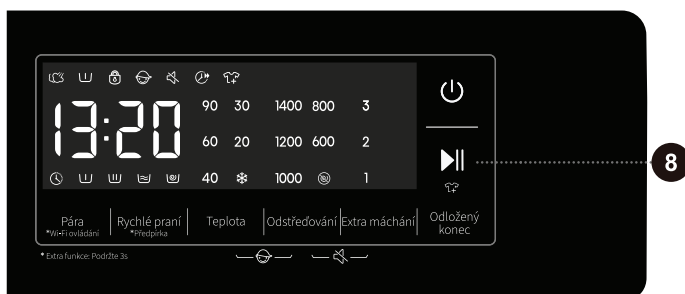 13:20
90 30 1400 800 3
60 20 1200 600 2
40 1000 1
8
Pára
*Wi-Fi ovládání
Rychlé praní
*Předpírka
Teplota
Odstřeďování
Extra máchání
Odložený
konec
* Extra funkce: Podržte 3s